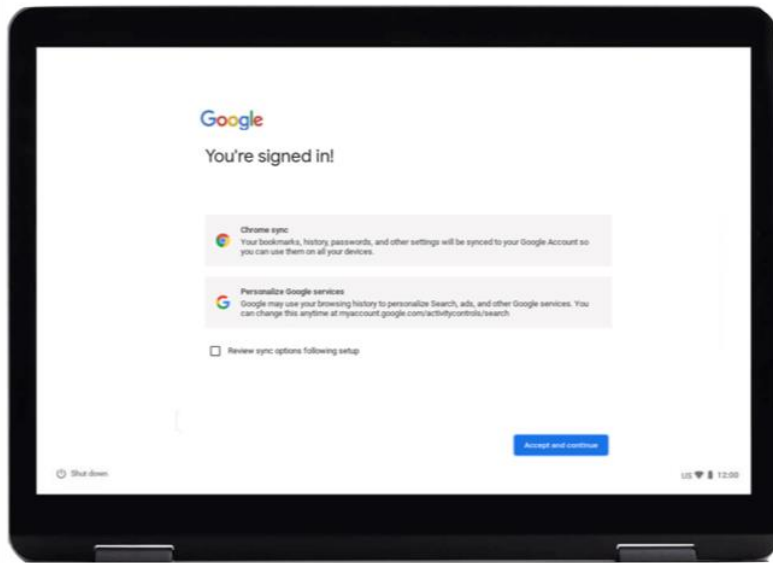 Google
You're signed in!
Chrome sync
Your bookmarks, history, passwords, and other settings will be synced to your Google Account so
you can use them on all your devices.
Personalize Google services
Google may use your browsing history to personalize Search, ads, and other Google services. You
can change this anytime at myaccount.google.com/activitycontrols/search
Review sync options following setup
Accept and continue
Shut down
US 12:00